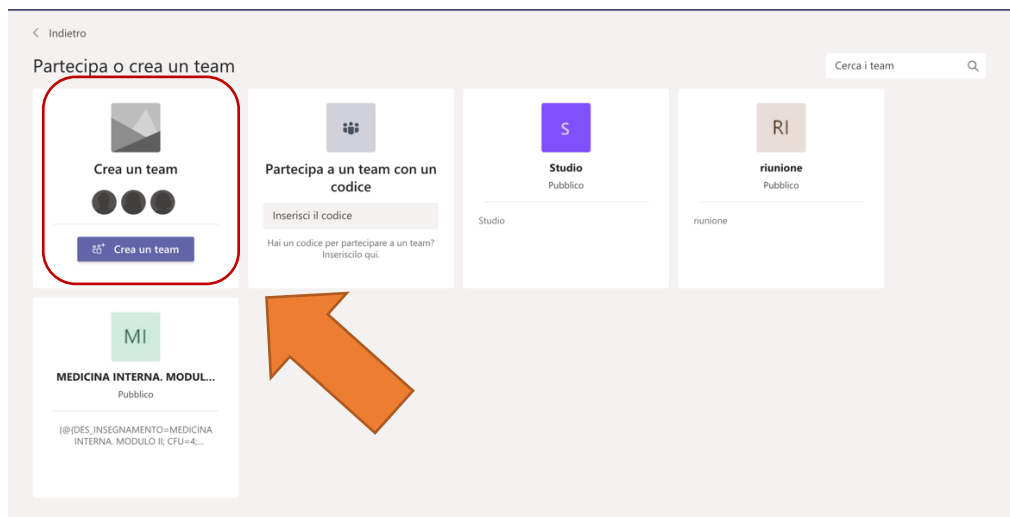 Indietro
Partecipa o crea un team
Cerca i team
Crea un team
Crea un team
Partecipa a un team con un
codice
Inserisci il codice
Hai un codice per partecipare a un team?
Inseriscilo qui.
S
Studio
Pubblico
Studio
RI
riunione
Pubblico
riunione
MI
MEDICINA INTERNA. MODUL...
Pubblico
{@{DES_INSEGNAMENTO=MEDICINA
INTERNA. MODULO II; CFU=4;...